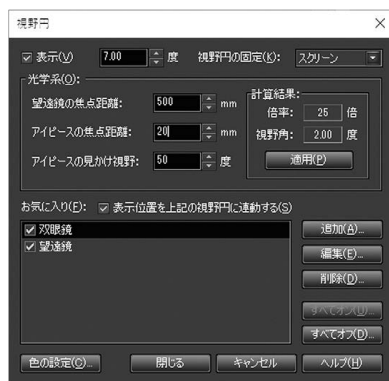 視野円
表示(V) 7.00 度 視野円の固定(K): スクリーン
光学系(O):
望遠鏡の焦点距離: 500 mm
アイピースの焦点距離: 20 mm
アイピースの見かけ視野: 50 度
計算結果:
倍率: 25 倍
視野角: 2.00 度
適用(P)
お気に入り(F): 表示位置を上記の視野円に連動する(S)
双眼鏡
望遠鏡
追加(A)...
編集(E)...
削除(D)...
すべてオン(U)...
すべてオフ(D)...
色の設定(C)... 閉じる キャンセル ヘルプ(H)